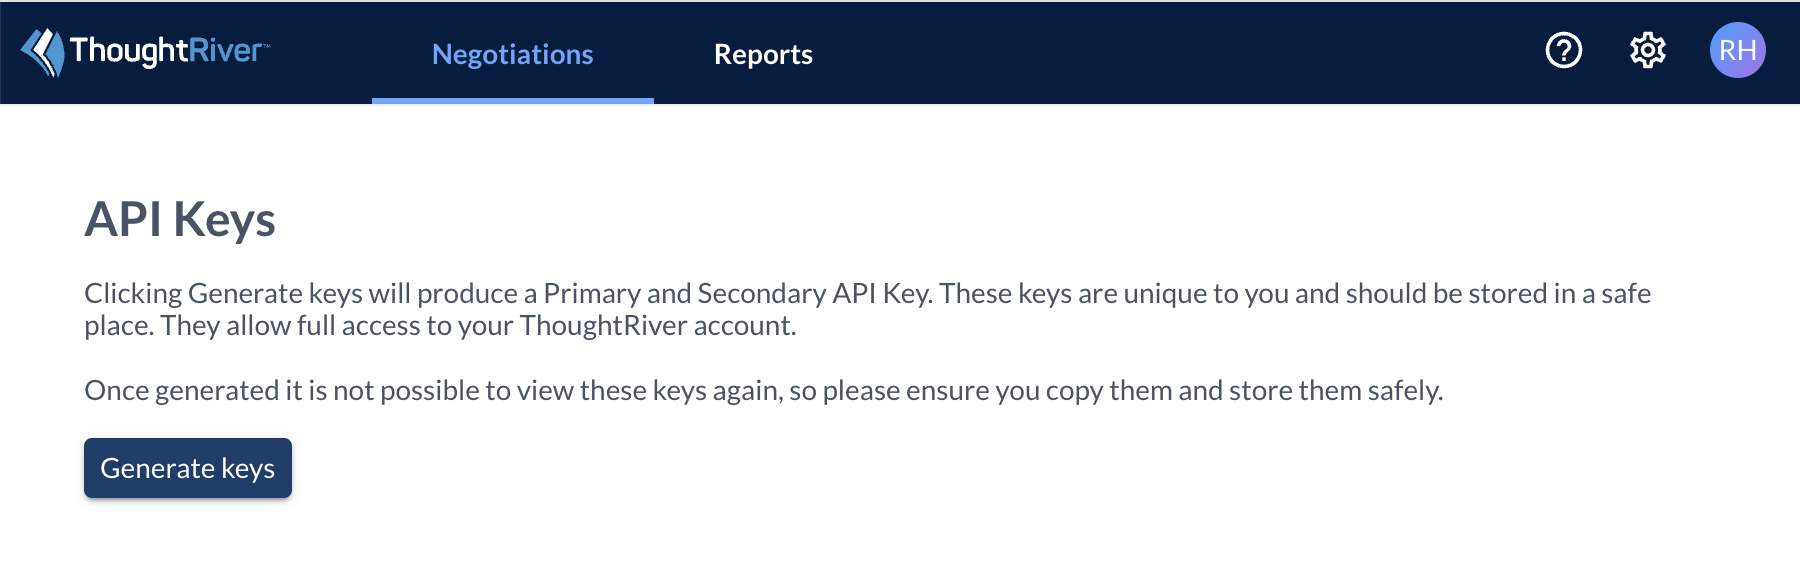 ThoughtRiver™
Negotiations
Reports
?
RH
API Keys
Clicking Generate keys will produce a Primary and Secondary API Key. These keys are unique to you and should be stored in a safe
place. They allow full access to your ThoughtRiver account.
Once generated it is not possible to view these keys again, so please ensure you copy them and store them safely.
Generate keys